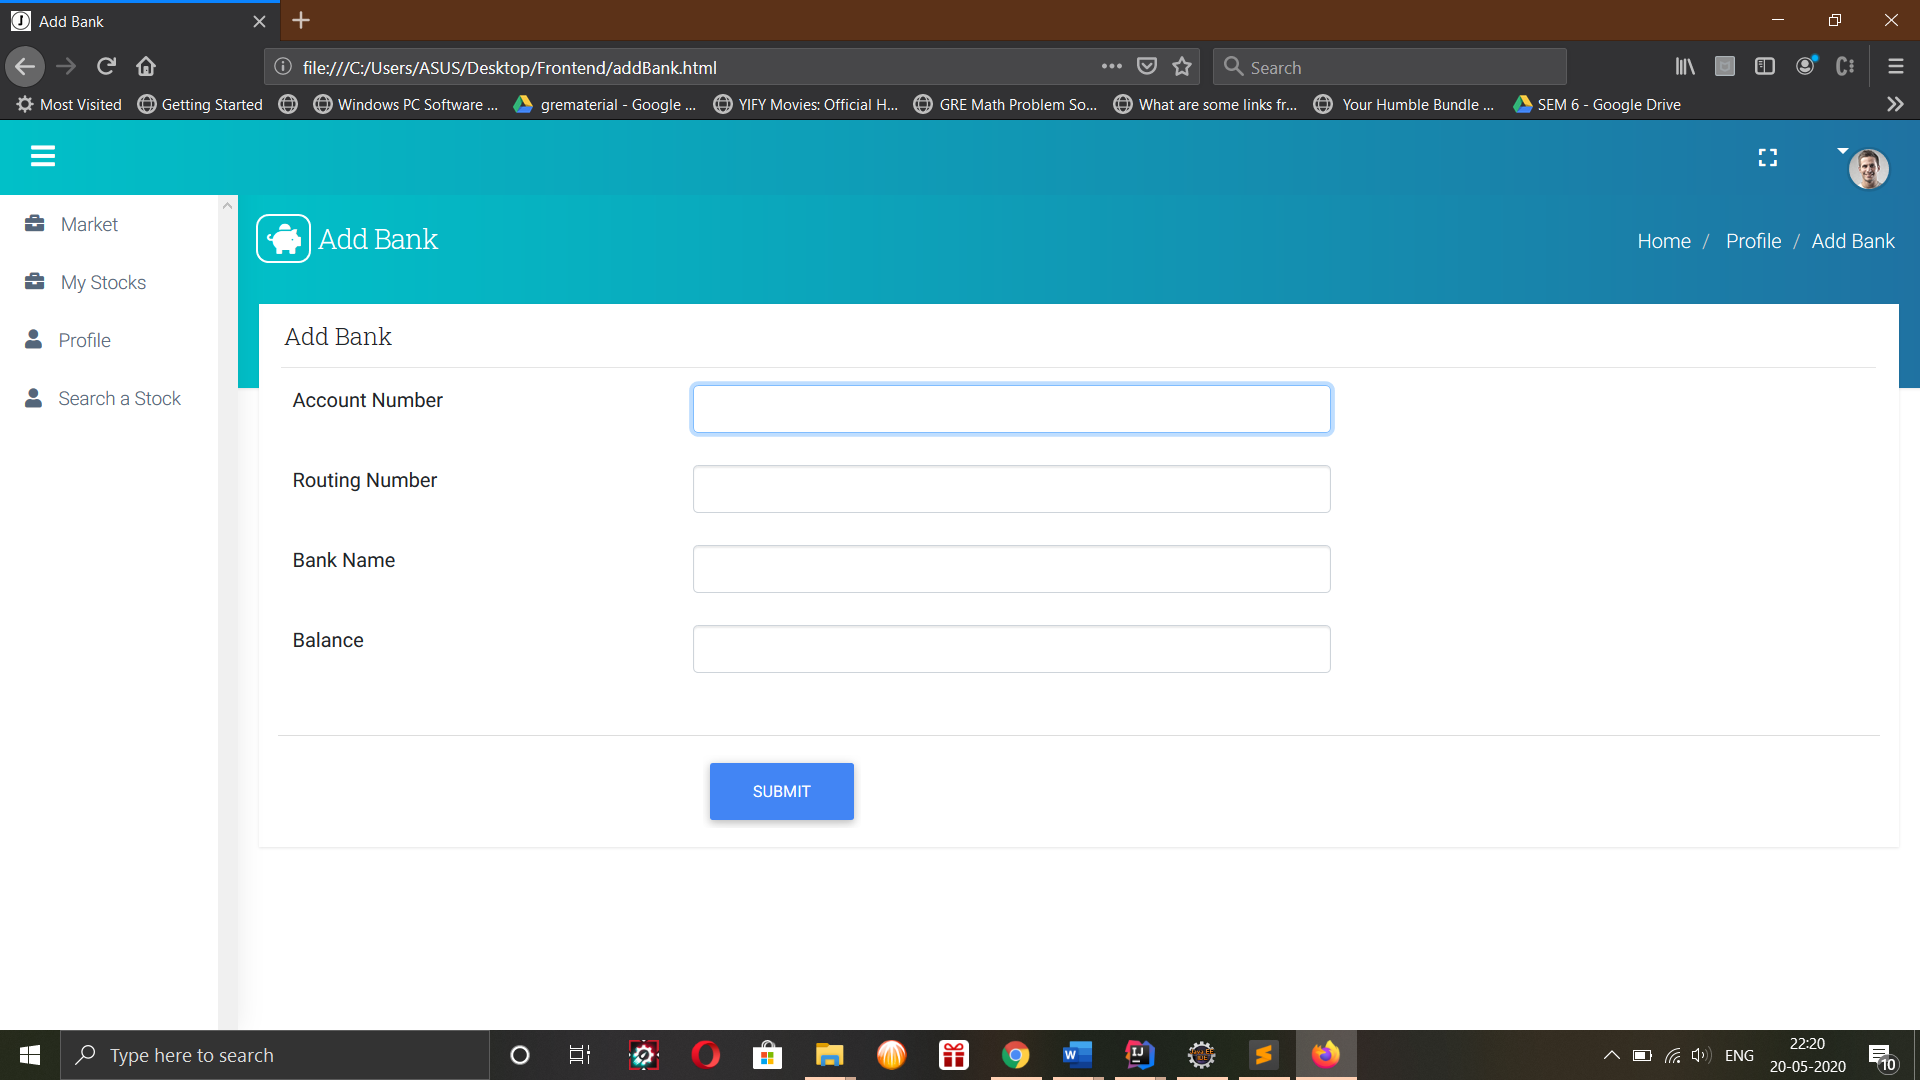 Add Bank
file:///C:/Users/ASUS/Desktop/Frontend/addBank.html
Search
Most Visited
Getting Started
Windows PC Software ...
grematerial - Google ...
YIFY Movies: Official H...
GRE Math Problem So...
What are some links fr...
Your Humble Bundle ...
SEM 6 - Google Drive
Market
My Stocks
Profile
Search a Stock
Add Bank
Home / Profile / Add Bank
Add Bank
Account Number
Routing Number
Bank Name
Balance
SUBMIT
Type here to search
ENG
22:20
20-05-2020
10